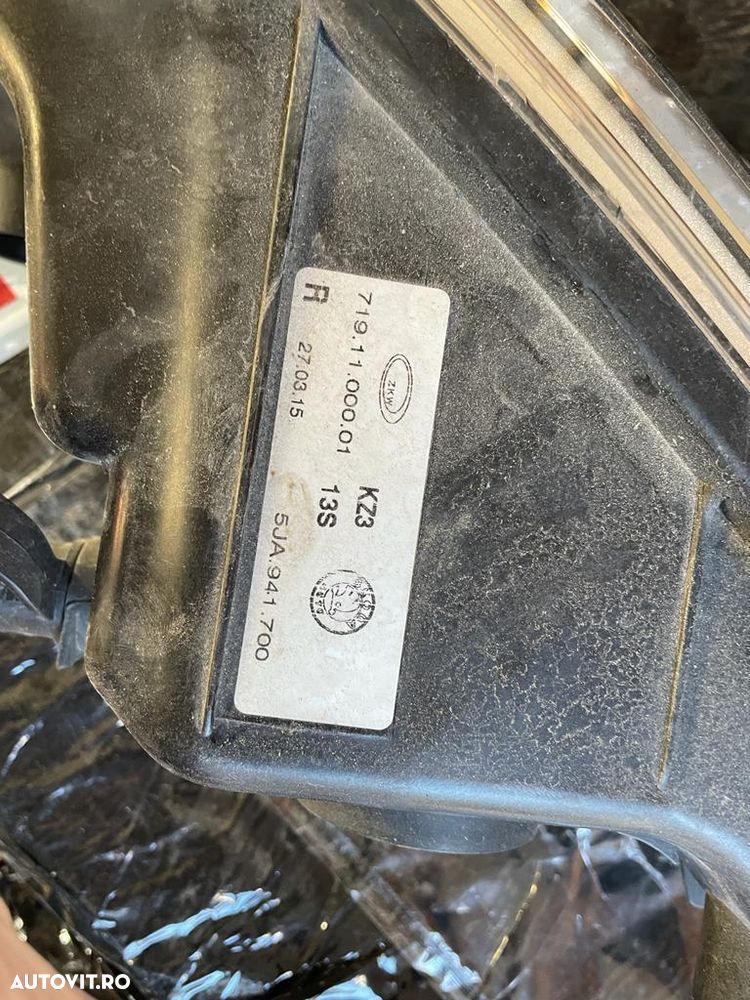 ZKW
KZ3
719.11.000.01 13S
R 27.03.15. 5JA.941.700
AUTOVIT.RO